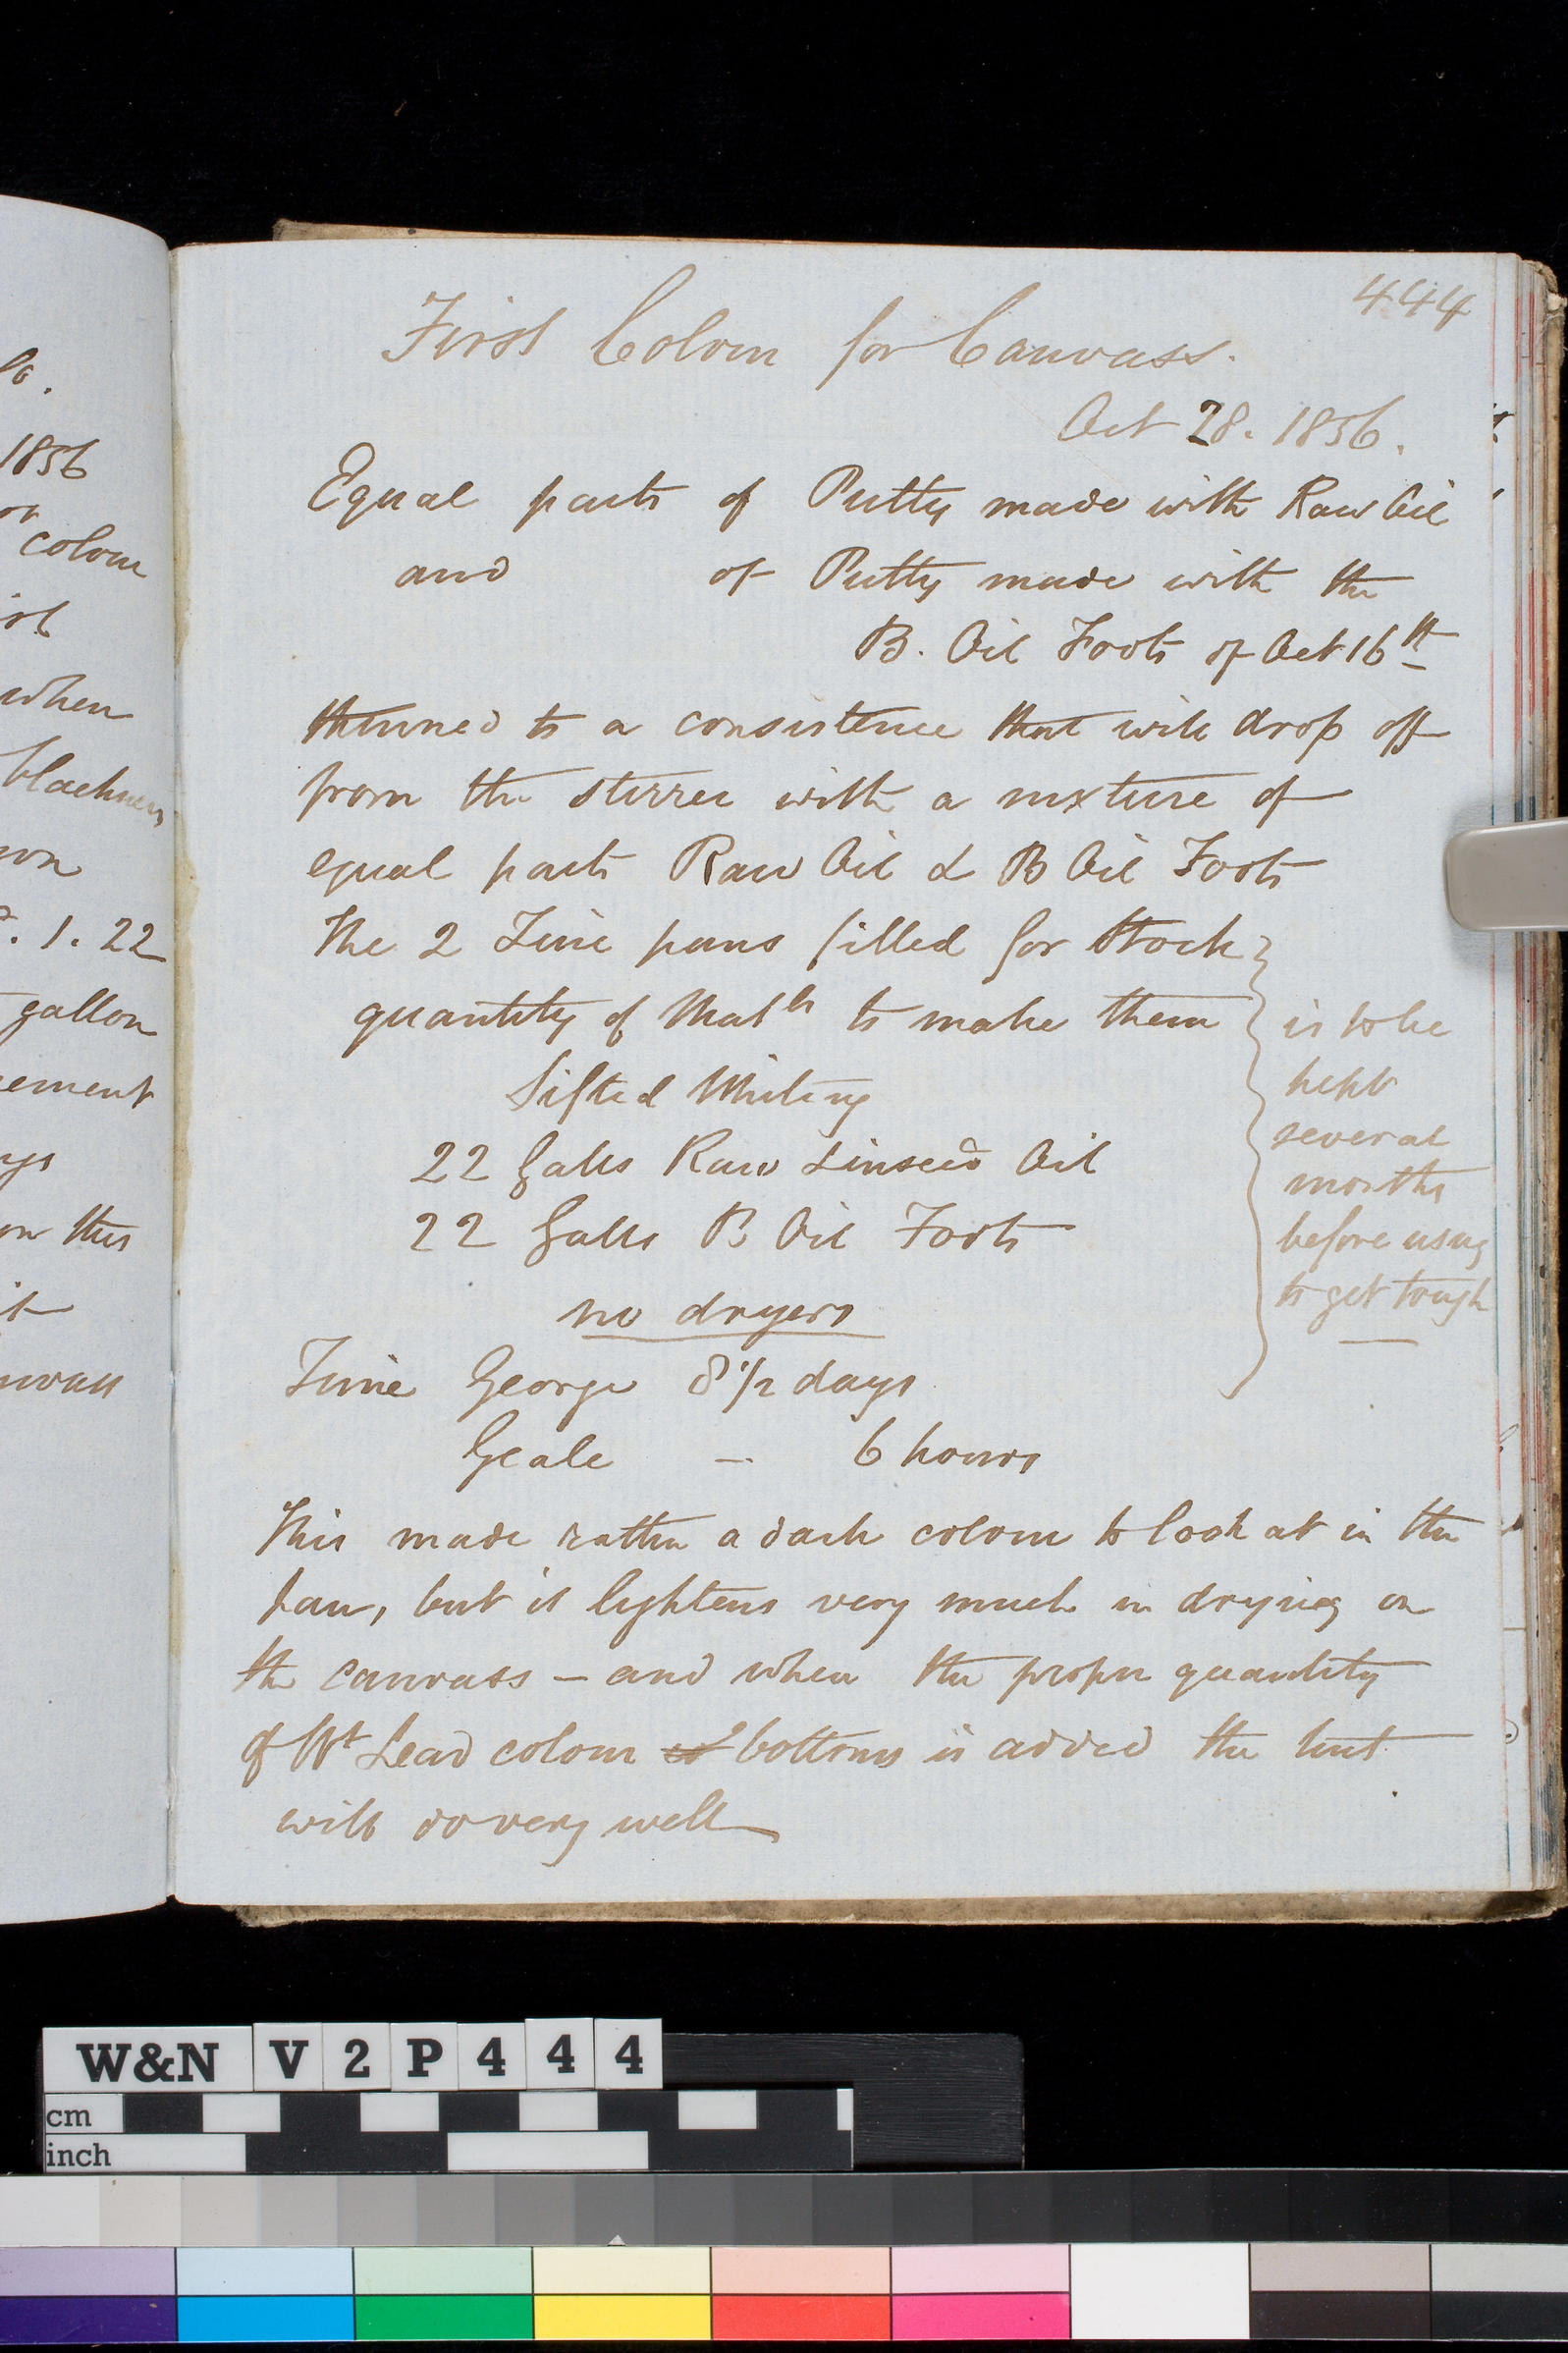 lo.
1856
or
colour
when
blackness
. 1. 22
gallon
ement
on this
it
nvass
444
First Colour for Canvass.
Oct 28. 1856.
Equal parts of Putty made with Raw Oil
and of Putty made with the
B. Oil Foots of Oct 16th
thinned to a consistence that will drop off
from the stirrer with a mixture of
equal parts Raw Oil & B Oil Foots
The 2 Zinc pans filled for Stock
quantity of Matls to make them
Sifted Whiting
22 Galls Raw Linseed Oil
22 Galls B Oil Foots
no dryers
is to be
kept
several
months
before using
to get tough
Time George 8 1/2 days
Geale - 6 hours
This made rather a dark colour to look at in the
pan, but it lightens very much in drying on
the canvass - and when the proper quantity
of Wt Lead colour bottoms is added the tint
will do very well
W&N V 2 P 4 4 4
cm
inch